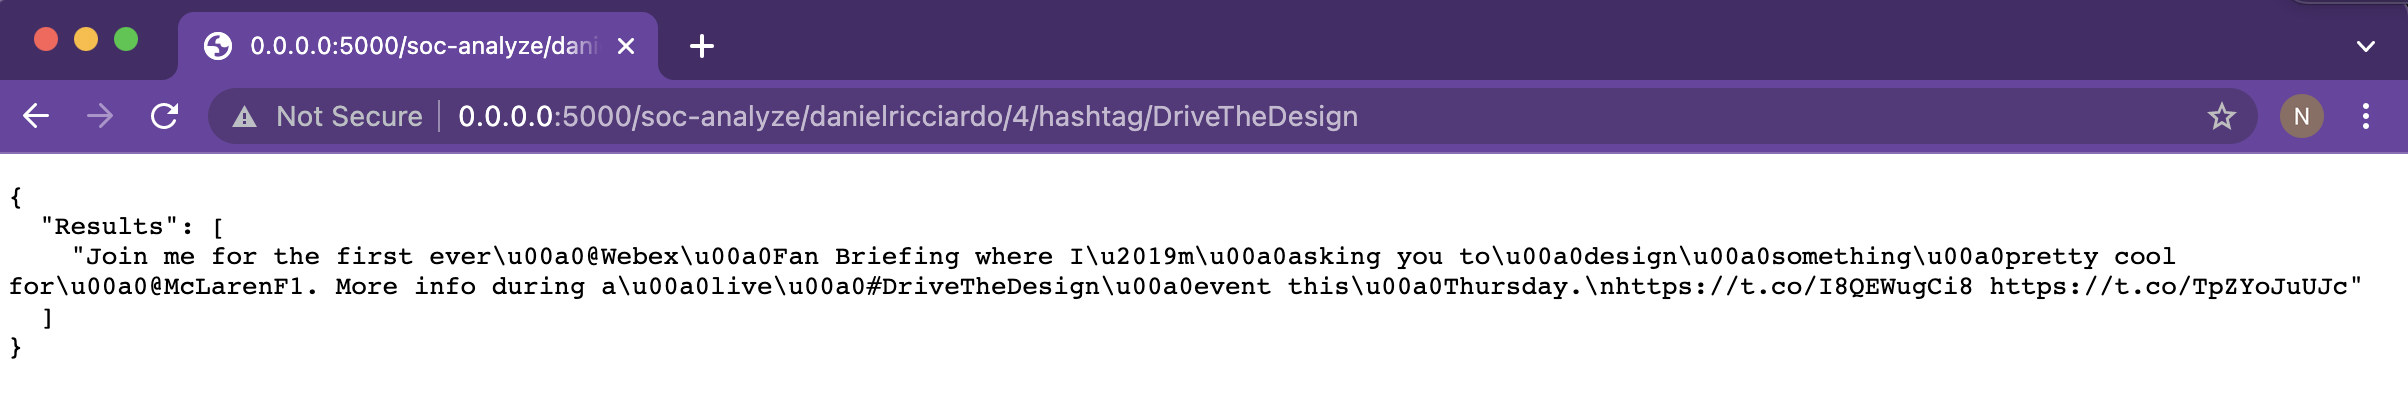 0.0.0.0:5000/soc-analyze/dani
Not Secure 0.0.0.0:5000/soc-analyze/danielricciardo/4/hashtag/DriveTheDesign
N
{
"Results": [
"Join me for the first ever\u00a0@Webex\u00a0Fan Briefing where I\u2019m\u00a0asking you to\u00a0design\u00a0something\u00a0pretty cool
for\u00a0@McLarenF1. More info during a\u00a0live\u00a0#DriveTheDesign\u00a0event this\u00a0Thursday.\nhttps://t.co/I8QEWugCi8 https://t.co/TpZYoJuUJc"
]
}